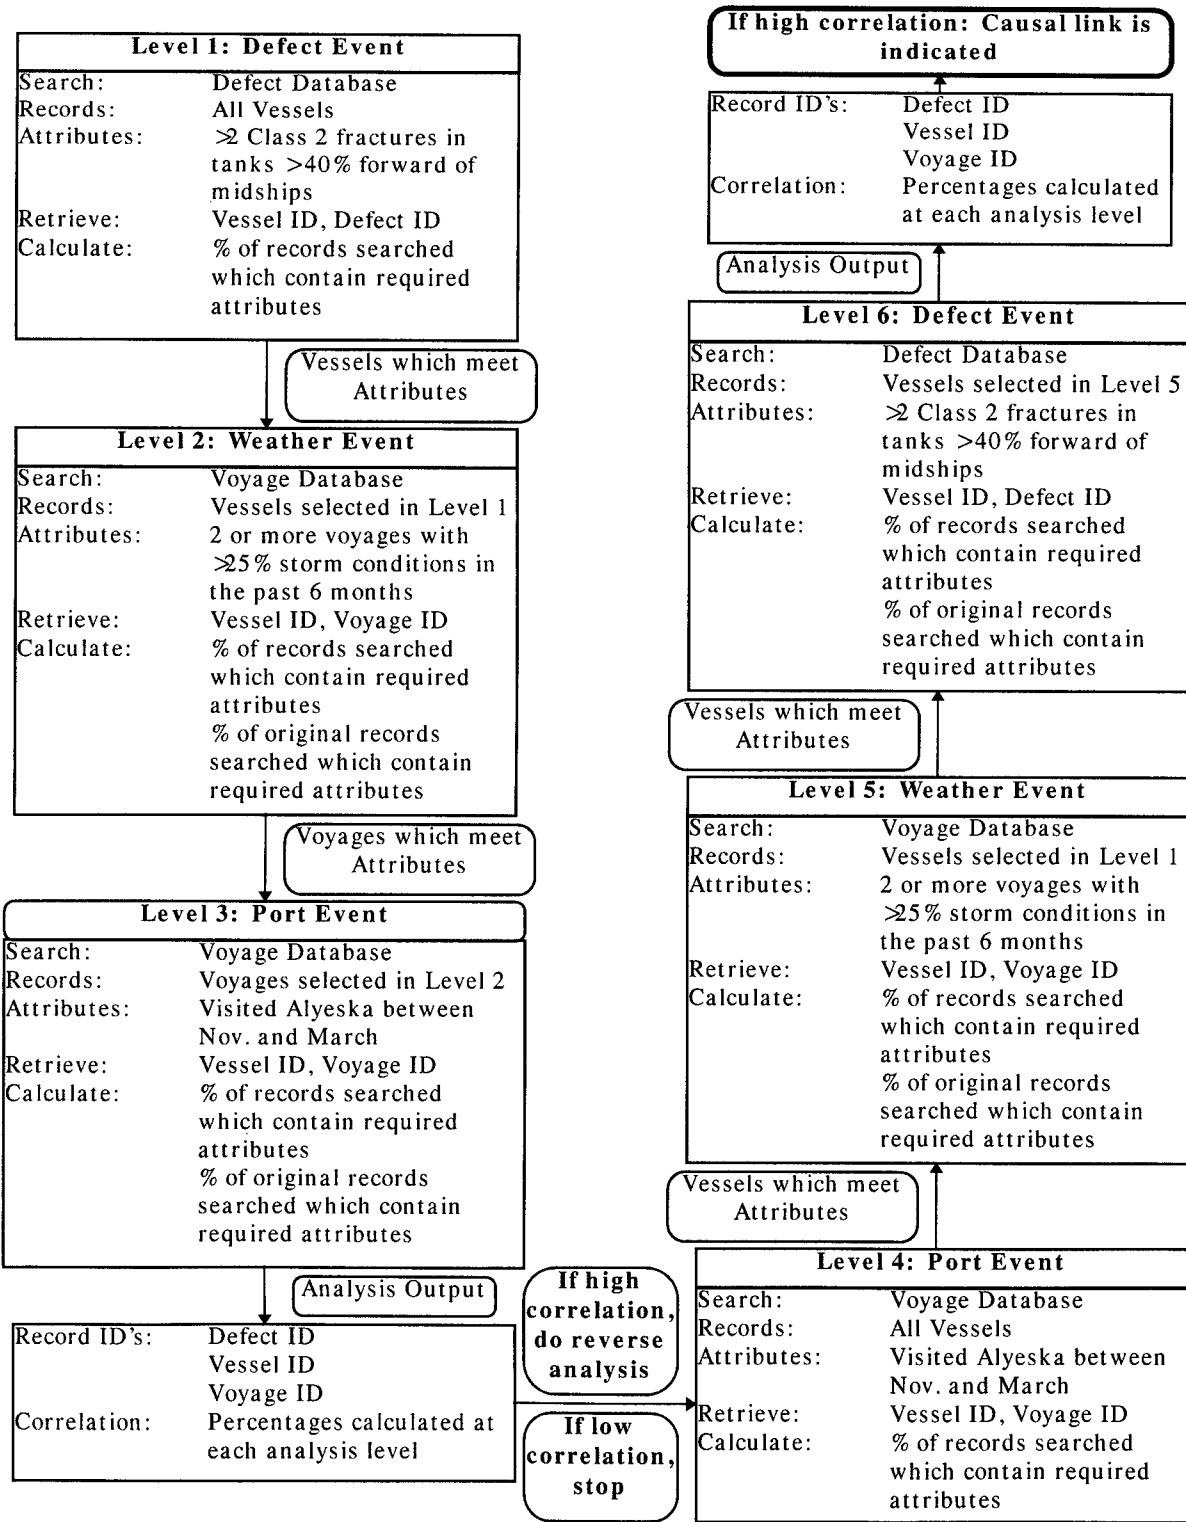 Level 1: Defect Event
Search: Defect Database
Records: All Vessels
Attributes: >2 Class 2 fractures in
tanks >40% forward of
midships
Retrieve: Vessel ID, Defect ID
Calculate: % of records searched
which contain required
attributes
Vessels which meet
Attributes
Level 2: Weather Event
Search: Voyage Database
Records: Vessels selected in Level 1
Attributes: 2 or more voyages with
>25% storm conditions in
the past 6 months
Retrieve: Vessel ID, Voyage ID
Calculate: % of records searched
which contain required
attributes
% of original records
searched which contain
required attributes
Voyages which meet
Attributes
Level 3: Port Event
Search: Voyage Database
Records: Voyages selected in Level 2
Attributes: Visited Alyeska between
Nov. and March
Retrieve: Vessel ID, Voyage ID
Calculate: % of records searched
which contain required
attributes
% of original records
searched which contain
required attributes
Analysis Output
Record ID's: Defect ID
Vessel ID
Voyage ID
Correlation: Percentages calculated at
each analysis level
If high
correlation,
do reverse
analysis
If low
correlation,
stop
Level 4: Port Event
Search: Voyage Database
Records: All Vessels
Attributes: Visited Alyeska between
Nov. and March
Retrieve: Vessel ID, Voyage ID
Calculate: % of records searched
which contain required
attributes
Vessels which meet
Attributes
Level 5: Weather Event
Search: Voyage Database
Records: Vessels selected in Level 1
Attributes: 2 or more voyages with
>25% storm conditions in
the past 6 months
Retrieve: Vessel ID, Voyage ID
Calculate: % of records searched
which contain required
attributes
% of original records
searched which contain
required attributes
Vessels which meet
Attributes
Level 6: Defect Event
Search: Defect Database
Records: Vessels selected in Level 5
Attributes: >2 Class 2 fractures in
tanks >40% forward of
midships
Retrieve: Vessel ID, Defect ID
Calculate: % of records searched
which contain required
attributes
% of original records
searched which contain
required attributes
Analysis Output
Record ID's: Defect ID
Vessel ID
Voyage ID
Correlation: Percentages calculated
at each analysis level
If high correlation: Causal link is
indicated